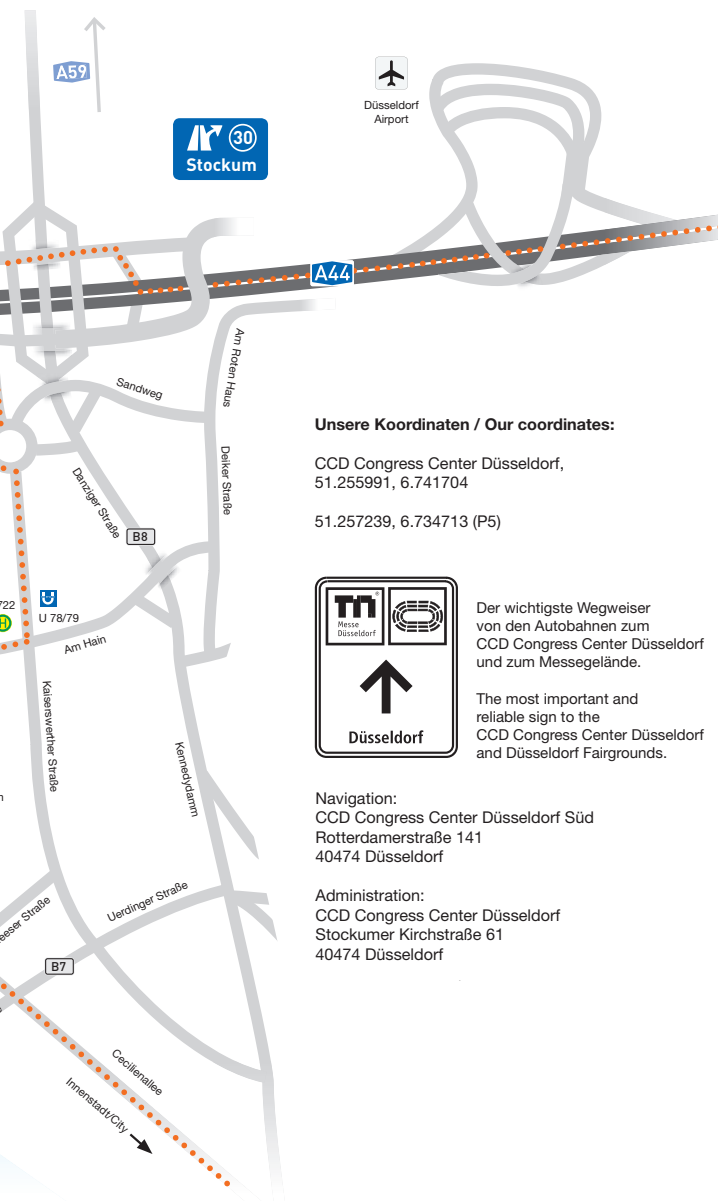 A59
30
Stockum
Düsseldorf
Airport
A44
Am Roten Haus
Sandweg
Deiker Straße
Danziger Straße
B8
722
H
U
U 78/79
Am Hain
Kaiserswerther Straße
Kennedydamm
Uerdinger Straße
B7
Cecilienallee
Innenstadt/City
Unsere Koordinaten / Our coordinates:
CCD Congress Center Düsseldorf,
51.255991, 6.741704
51.257239, 6.734713 (P5)
Messe
Düsseldorf
Düsseldorf
Der wichtigste Wegweiser
von den Autobahnen zum
CCD Congress Center Düsseldorf
und zum Messegelände.
The most important and
reliable sign to the
CCD Congress Center Düsseldorf
and Düsseldorf Fairgrounds.
Navigation:
CCD Congress Center Düsseldorf Süd
Rotterdamerstraße 141
40474 Düsseldorf
Administration:
CCD Congress Center Düsseldorf
Stockumer Kirchstraße 61
40474 Düsseldorf